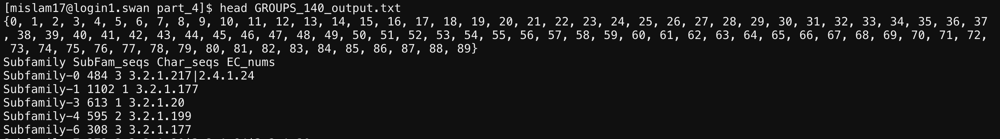 [mislam17@login1.swan part_4]$ head GROUPS_140_output.txt
{0, 1, 2, 3, 4, 5, 6, 7, 8, 9, 10, 11, 12, 13, 14, 15, 16, 17, 18, 19, 20, 21, 22, 23, 24, 25, 26, 27, 28, 29, 30, 31, 32, 33, 34, 35, 36, 37
, 38, 39, 40, 41, 42, 43, 44, 45, 46, 47, 48, 49, 50, 51, 52, 53, 54, 55, 56, 57, 58, 59, 60, 61, 62, 63, 64, 65, 66, 67, 68, 69, 70, 71, 72,
73, 74, 75, 76, 77, 78, 79, 80, 81, 82, 83, 84, 85, 86, 87, 88, 89}
Subfamily SubFam_seqs Char_seqs EC_nums
Subfamily-0 484 3 3.2.1.217|2.4.1.24
Subfamily-1 1102 1 3.2.1.177
Subfamily-3 613 1 3.2.1.20
Subfamily-4 595 2 3.2.1.199
Subfamily-6 308 3 3.2.1.177